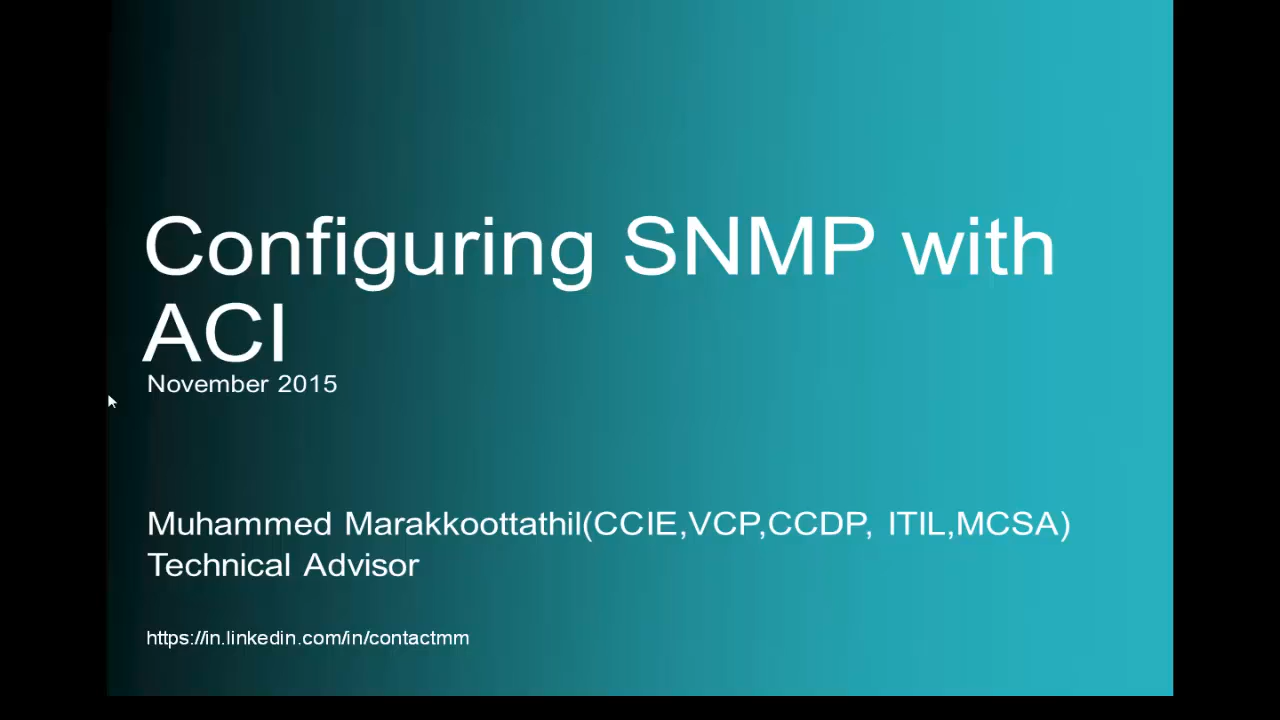 Configuring SNMP with
ACI
November 2015
Muhammed Marakkoottathil(CCIE,VCP,CCDP, ITIL,MCSA)
Technical Advisor
https://in.linkedin.com/in/contactmm